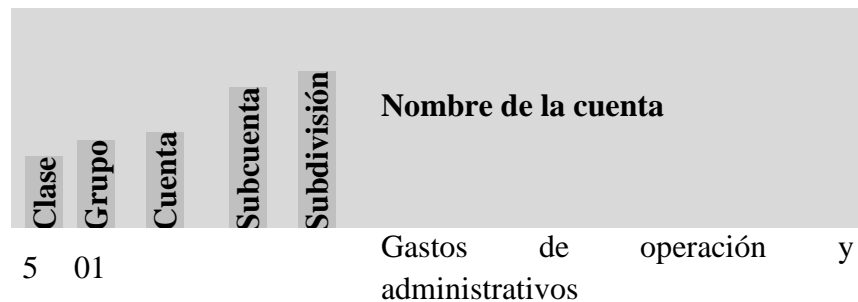 Clase Grupo Cuenta Subcuenta Subdivisión Nombre de la cuenta
5 01 Gastos de operación y
administrativos